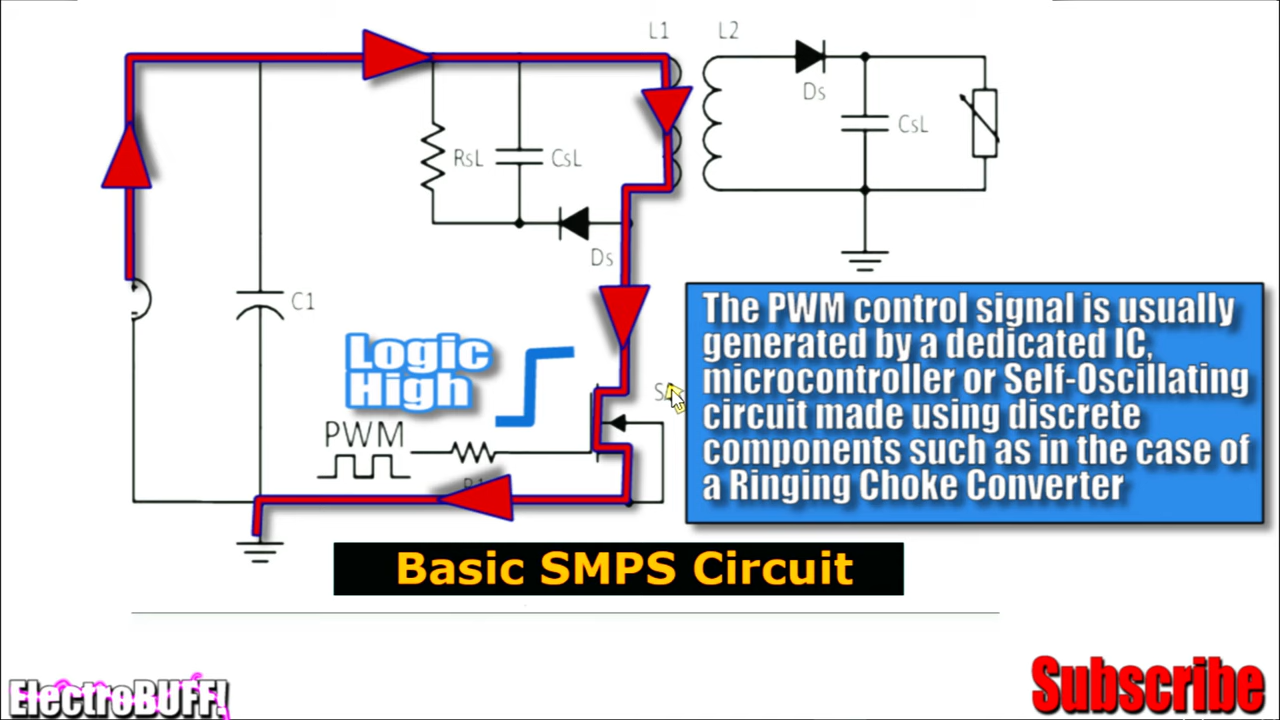 L1
L2
Ds
CsL
RsL
CsL
Ds
C1
Logic
High
PWM
The PWM control signal is usually
generated by a dedicated IC,
microcontroller or Self-Oscillating
circuit made using discrete
components such as in the case of
a Ringing Choke Converter
Basic SMPS Circuit
ElectroBUFF!
Subscribe